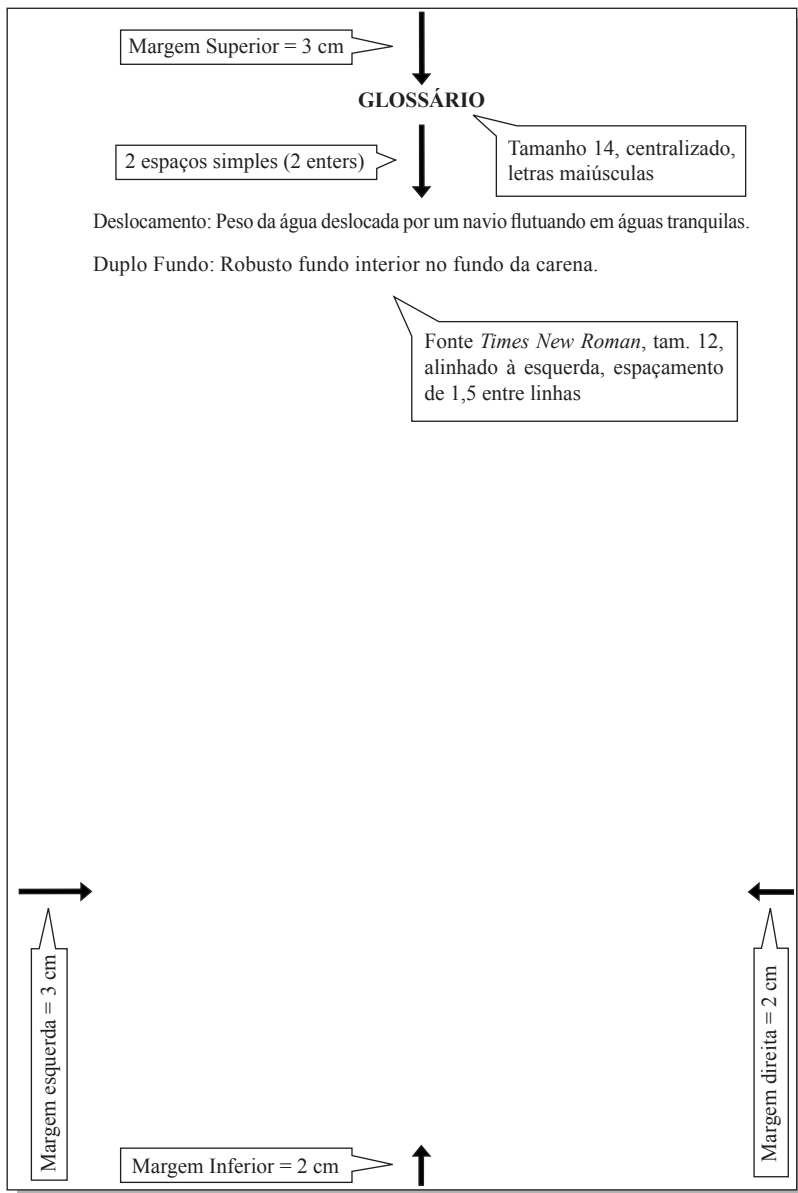 Margem Superior = 3 cm
GLOSSÁRIO
Tamanho 14, centralizado,
letras maiúsculas
2 espaços simples (2 enters)
Deslocamento: Peso da água deslocada por um navio flutuando em águas tranquilas.
Duplo Fundo: Robusto fundo interior no fundo da carena.
Fonte Times New Roman, tam. 12,
alinhado à esquerda, espaçamento
de 1,5 entre linhas
Margem esquerda = 3 cm
Margem direita = 2 cm
Margem Inferior = 2 cm